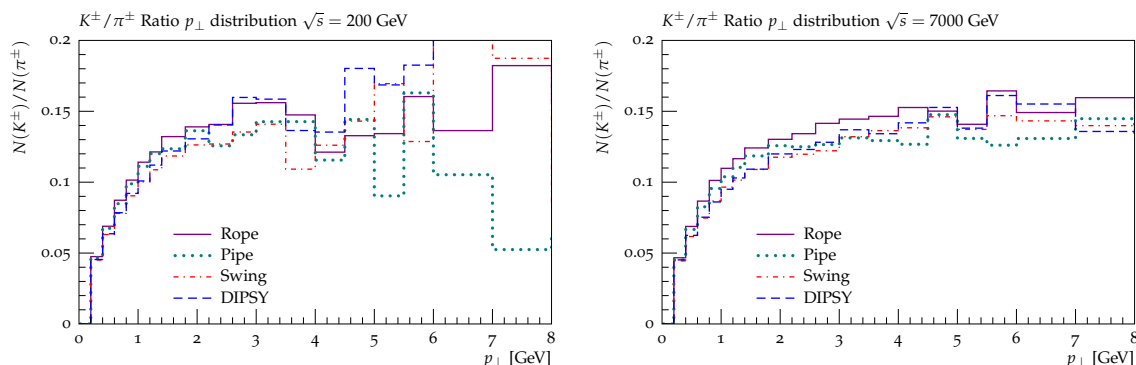 K±/π± Ratio p⊥ distribution √s = 200 GeV
N(K±)/N(π±)
0.2
0.15
0.1
0.05
0
Rope
Pipe
Swing
DIPSY
0 1 2 3 4 5 6 7 8
p⊥ [GeV]
K±/π± Ratio p⊥ distribution √s = 7000 GeV
N(K±)/N(π±)
0.2
0.15
0.1
0.05
0
Rope
Pipe
Swing
DIPSY
0 1 2 3 4 5 6 7 8
p⊥ [GeV]